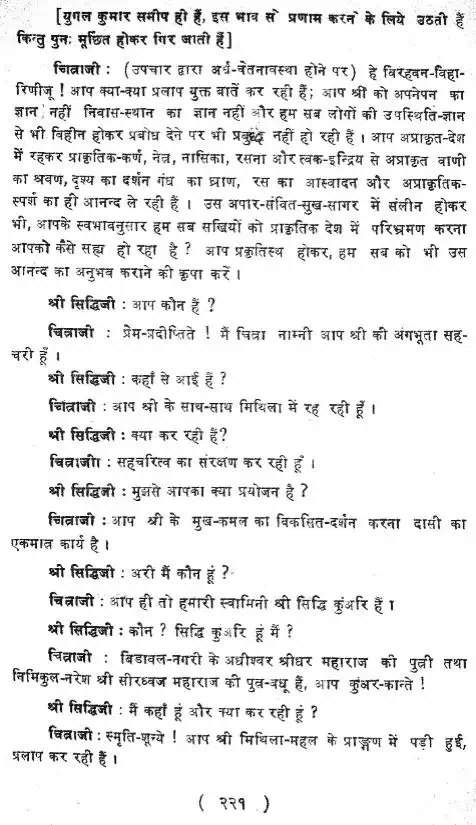 [युगल कुमार समीप ही हैं, इस भाव से प्रणाम करने के लिये उठती हैं
किन्तु पुनः मूर्छित होकर गिर जाती हैं]
चित्राजी : (उपचार द्वारा अर्ध-चेतनावस्था होने पर) हे विरहवन-विहा-
रिणीजू ! आप क्या-क्या प्रलाप युक्त बातें कर रही हैं; आप श्री को अपनेपन का
ज्ञान नहीं निवास-स्थान का ज्ञान नहीं और हम सब लोगों की उपस्थिति-ज्ञान
से भी विहीन होकर प्रबोध देने पर भी प्रबुद्ध नहीं हो रही हैं । आप अप्राकृत-देश
में रहकर प्राकृतिक-कर्ण, नेत्र, नासिका, रसना और त्वक-इन्द्रिय से अप्राकृत वाणी
का श्रवण, दृश्य का दर्शन गंध का घ्राण, रस का आस्वादन और अप्राकृतिक-
स्पर्श का ही आनन्द ले रही हैं । उस अपार-संवित-सुख-सागर में संलीन होकर
भी, आपके स्वभावनुसार हम सब सखियों को प्राकृतिक देश में परिभ्रमण करना
आपको कैसे सह्य हो रहा है ? आप प्रकृतिस्थ होकर, हम सब को भी उस
आनन्द का अनुभव कराने की कृपा करें ।
श्री सिद्धिजी : आप कौन हैं ?
चित्राजी : प्रेम-प्रदीप्तिते ! मैं चित्रा नाम्नी आप श्री की अंगभूता सह-
चरी हूँ ।
श्री सिद्धिजी : कहाँ से आई हैं ?
चित्राजी : आप श्री के साथ-साथ मिथिला में रह रही हूँ ।
श्री सिद्धिजी : क्या कर रही हैं?
चित्राजी : सहचरित्व का संरक्षण कर रही हूँ ।
श्री सिद्धिजी : मुझसे आपका क्या प्रयोजन है ?
चित्राजी : आप श्री के मुख-कमल का विकसित-दर्शन करना दासी का
एकमात्र कार्य है ।
श्री सिद्धिजी : अरी मैं कौन हूं ?
चित्राजी : आप ही तो हमारी स्वामिनी श्री सिद्धि कुंअरि हैं ।
श्री सिद्धिजी : कौन ? सिद्धि कुंअरि हूं मैं ?
चित्राजी : बिडावल-नगरी के अधीश्वर श्रीधर महाराज की पुत्री तथा
निमिकुल-नरेश श्री सीरध्वज महाराज की पुत्र-बधू हैं, आप कुंअर-कान्ते !
श्री सिद्धिजी : मैं कहाँ हूं और क्या कर रही हूं ?
चित्राजी : स्मृति-शून्ये ! आप श्री मिथिला-महल के प्राङ्गण में पड़ी हुई,
प्रलाप कर रही हैं ।
( २२१ )